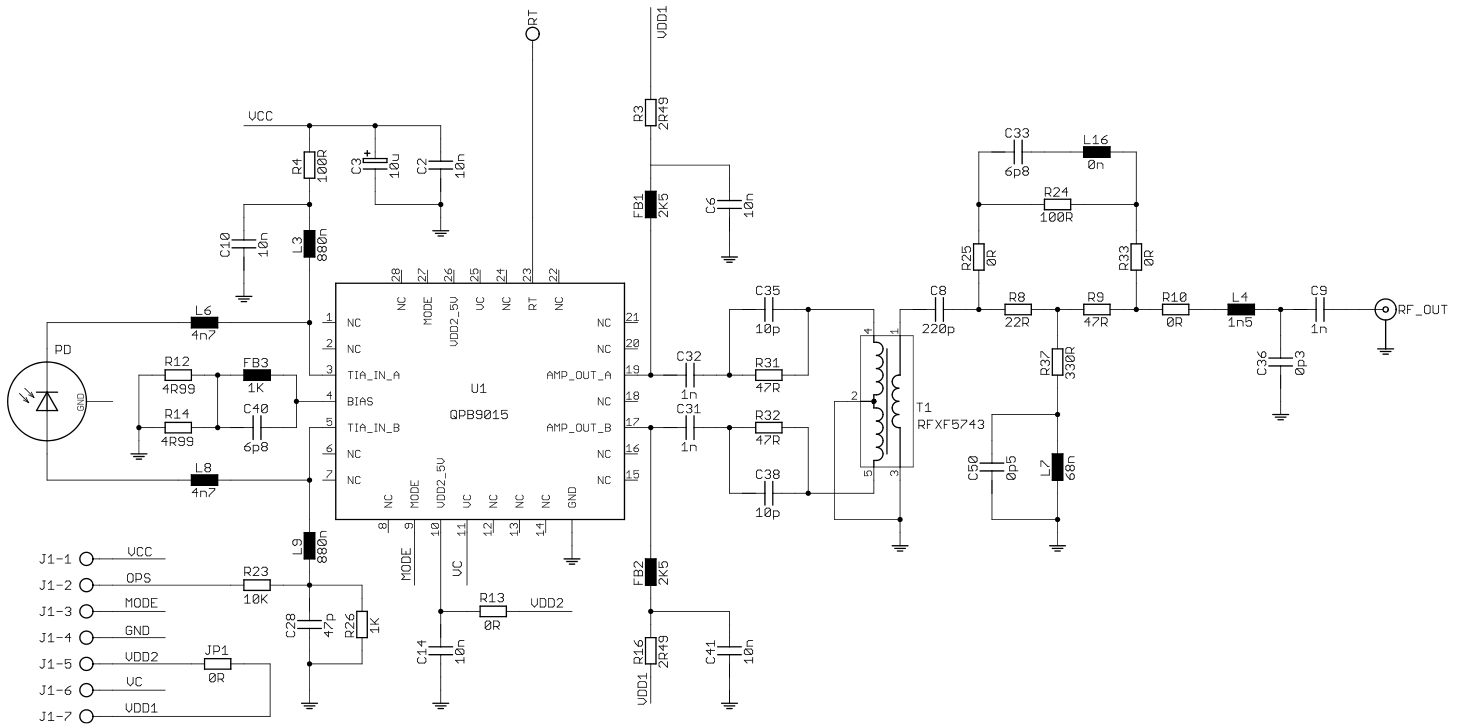 RT
VDD1
R3
2R49
VCC
R4
100R
C3
+
10u
C2
10n
C10
10n
L3
880n
FB1
2K5
C6
10n
C33
6p8
L16
0n
R24
100R
R25
0R
R33
0R
28
27
26
25
24
23
22
NC
MODE
VDD2_5V
VC
NC
RT
NC
L6
4n7
PD
GND
R12
4R99
FB3
1K
R14
4R99
C40
6p8
L8
4n7
1
NC
2
NC
3
TIA_IN_A
4
BIAS
5
TIA_IN_B
6
NC
7
NC
U1
QPB9015
NC
21
NC
20
AMP_OUT_A
19
NC
18
AMP_OUT_B
17
NC
16
NC
15
NC
MODE
VDD2_5V
VC
NC
NC
NC
GND
8
9
10
11
12
13
14
C35
10p
C32
1n
R31
47R
C31
1n
R32
47R
C38
10p
4
1
2
5
3
T1
RFXF5743
C8
220p
R8
22R
R9
47R
R10
0R
L4
1n5
C9
1n
RF_OUT
R37
330R
C36
0p3
C50
0p5
L7
68n
L9
880n
MODE
VC
FB2
2K5
J1-1
VCC
J1-2
OPS
R23
10K
J1-3
MODE
J1-4
GND
J1-5
VDD2
JP1
0R
J1-6
VC
J1-7
VDD1
C28
47p
R26
1K
R13
0R
VDD2
C14
10n
R16
2R49
VDD1
C41
10n